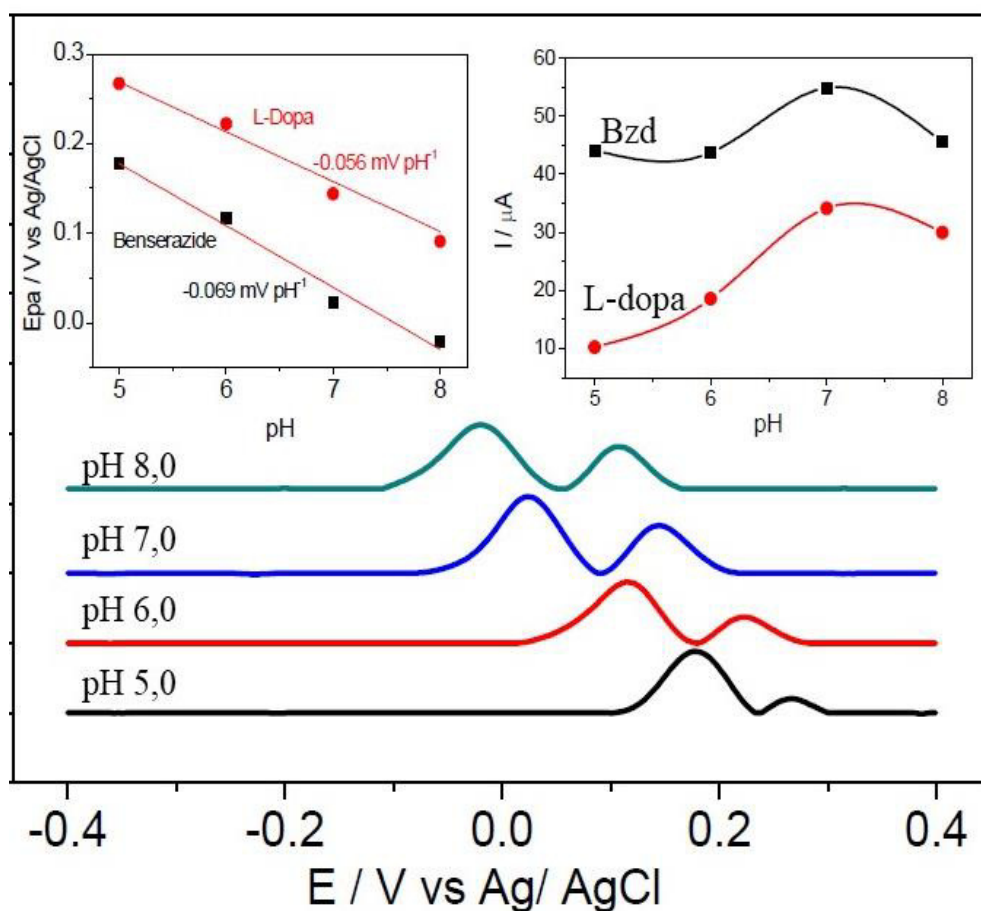 0.3
0.2
0.1
0.0
Epa / V vs Ag/AgCl
L-Dopa
-0.056 mV pH-1
Benserazide
-0.069 mV pH-1
5 6 7 8
pH
60
50
40
30
20
10
I / µA
Bzd
L-dopa
5 6 7 8
pH
pH 8,0
pH 7,0
pH 6,0
pH 5,0
-0.4 -0.2 0.0 0.2 0.4
E / V vs Ag/ AgCl